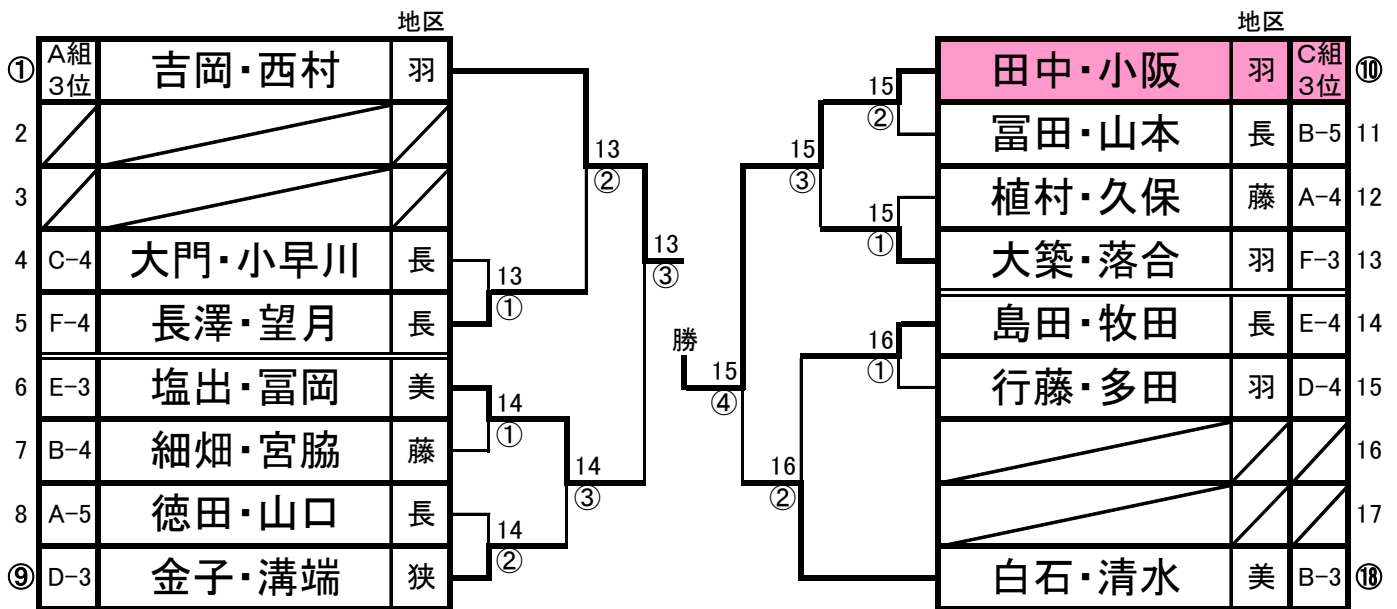 地区
① A組3位 吉岡・西村 羽
2
3
4 C-4 大門・小早川 長
5 F-4 長澤・望月 長
6 E-3 塩出・冨岡 美
7 B-4 細畑・宮脇 藤
8 A-5 徳田・山口 長
⑨ D-3 金子・溝端 狭
13
②
13
①
14
①
14
②
14
③
13
③
勝
15
④
15
③
16
②
15
②
15
①
16
①
地区
田中・小阪 羽 C組3位 ⑩
冨田・山本 長 B-5 11
植村・久保 藤 A-4 12
大築・落合 羽 F-3 13
島田・牧田 長 E-4 14
行藤・多田 羽 D-4 15
16
17
白石・清水 美 B-3 ⑱